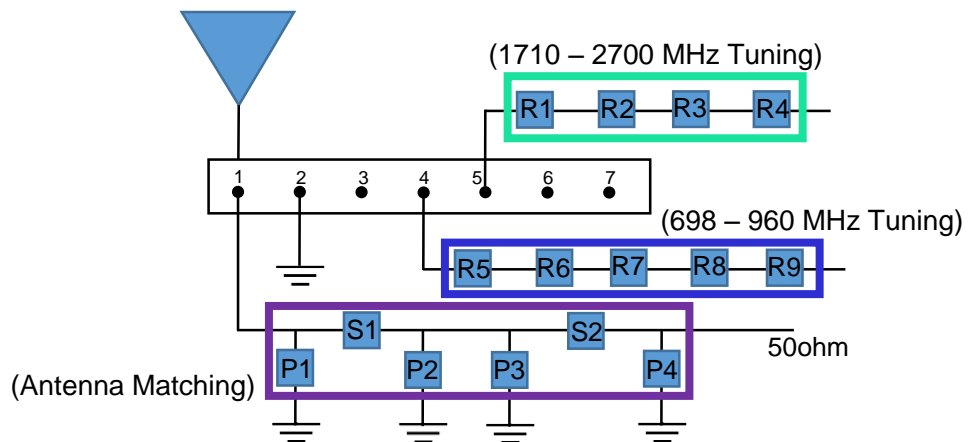 (1710 – 2700 MHz Tuning)
R1 R2 R3 R4
1 2 3 4 5 6 7
(698 – 960 MHz Tuning)
R5 R6 R7 R8 R9
S1 S2
50ohm
P1 P2 P3 P4
(Antenna Matching)